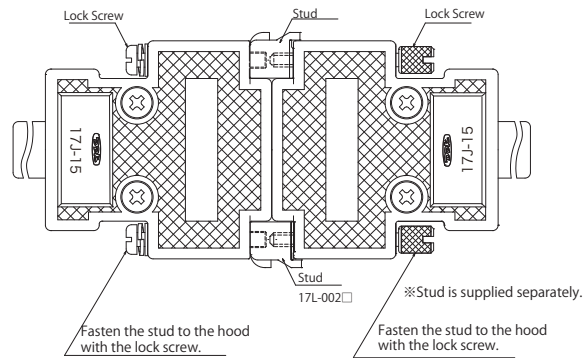 Stud
Lock Screw
Lock Screw
17J-15
17J-15
Stud
17L-002□
※Stud is supplied separately.
Fasten the stud to the hood
with the lock screw.
Fasten the stud to the hood
with the lock screw.